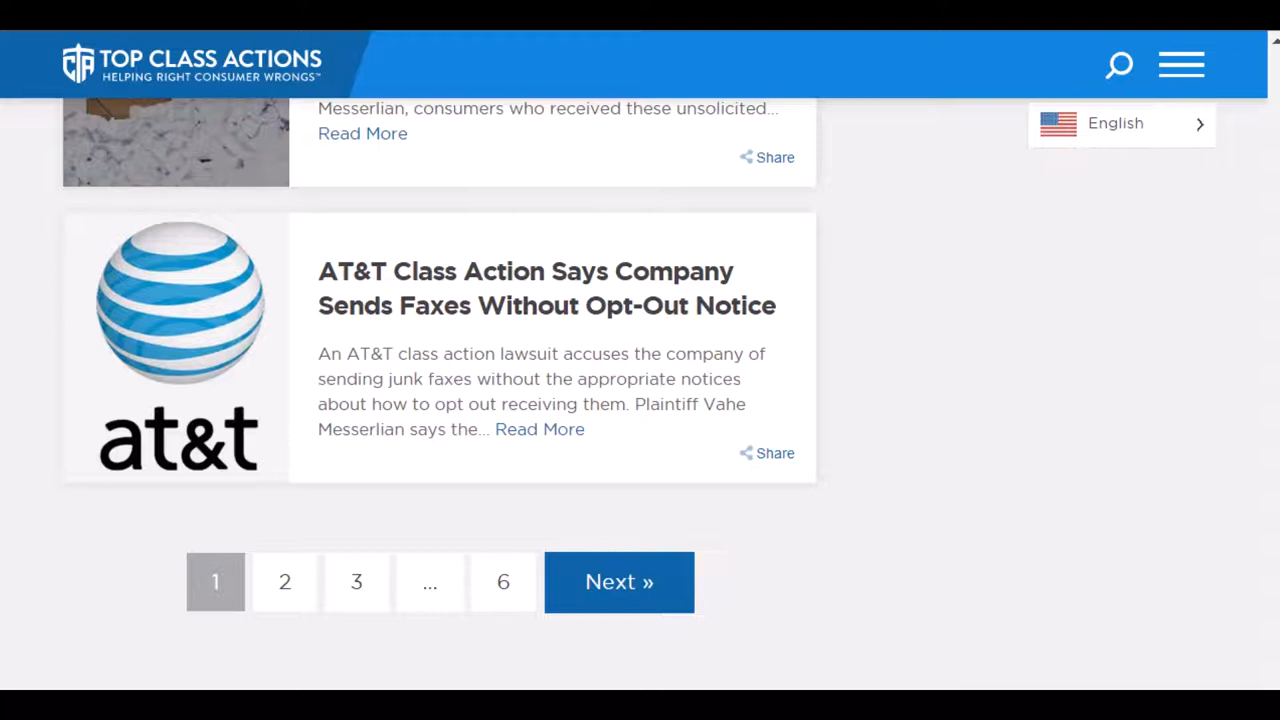 TOP CLASS ACTIONS
HELPING RIGHT CONSUMER WRONGS™
English
Messerlian, consumers who received these unsolicited...
Read More
Share
AT&T Class Action Says Company
Sends Faxes Without Opt-Out Notice
An AT&T class action lawsuit accuses the company of
sending junk faxes without the appropriate notices
about how to opt out receiving them. Plaintiff Vahe
Messerlian says the... Read More
Share
at&t
1 2 3 ... 6 Next »